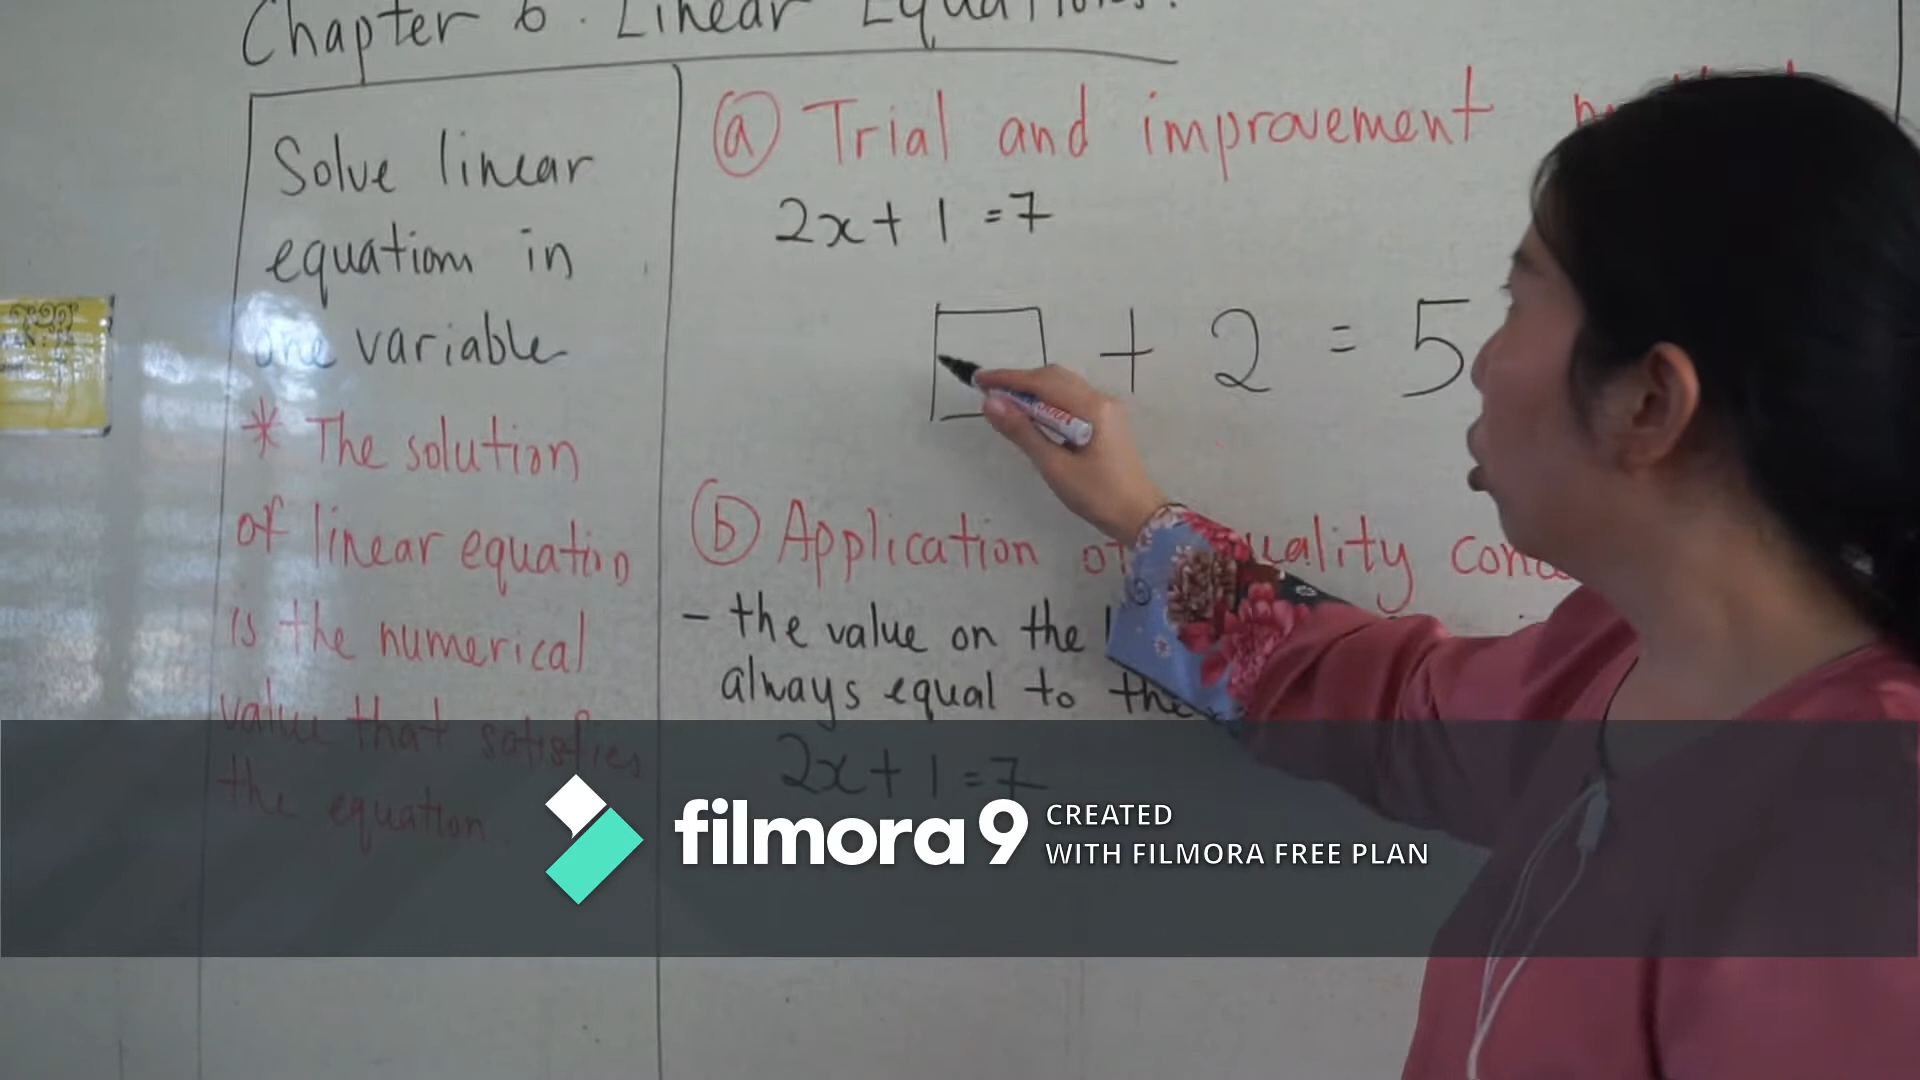 Chapter 6. Linear Equations.
Solve linear
equation in
one variable
* The solution
of linear equation
is the numerical
value that satisfies
the equation.
(a) Trial and improvement
2x + 1 = 7
□ + 2 = 5
(b) Application of equality
- the value on the
always equal to the
2x + 1 = 7
filmora 9
CREATED
WITH FILMORA FREE PLAN